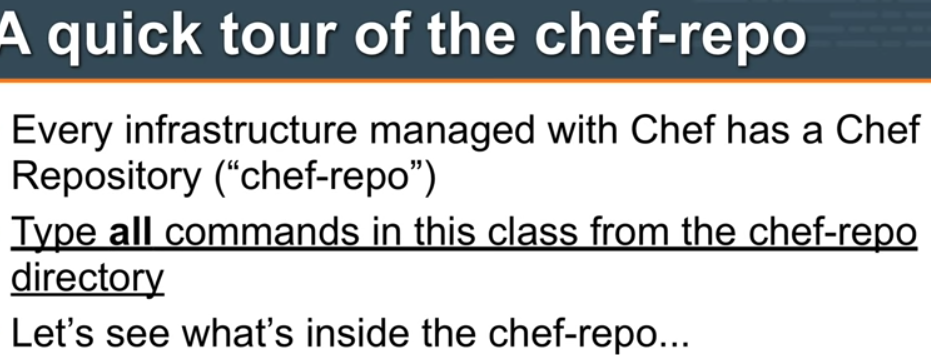 A quick tour of the chef-repo
Every infrastructure managed with Chef has a Chef
Repository (“chef-repo”)
Type all commands in this class from the chef-repo
directory
Let’s see what’s inside the chef-repo...